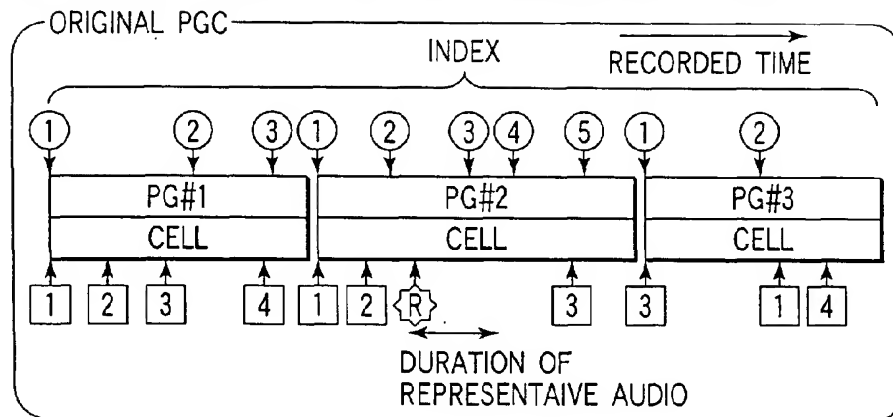 ORIGINAL PGC
INDEX
RECORDED TIME
1 2 3 1 2 3 4 5 1 2
PG#1 PG#2 PG#3
CELL CELL CELL
1 2 3 4 1 2 R 3 3 1 4
DURATION OF
REPRESENTAIVE AUDIO